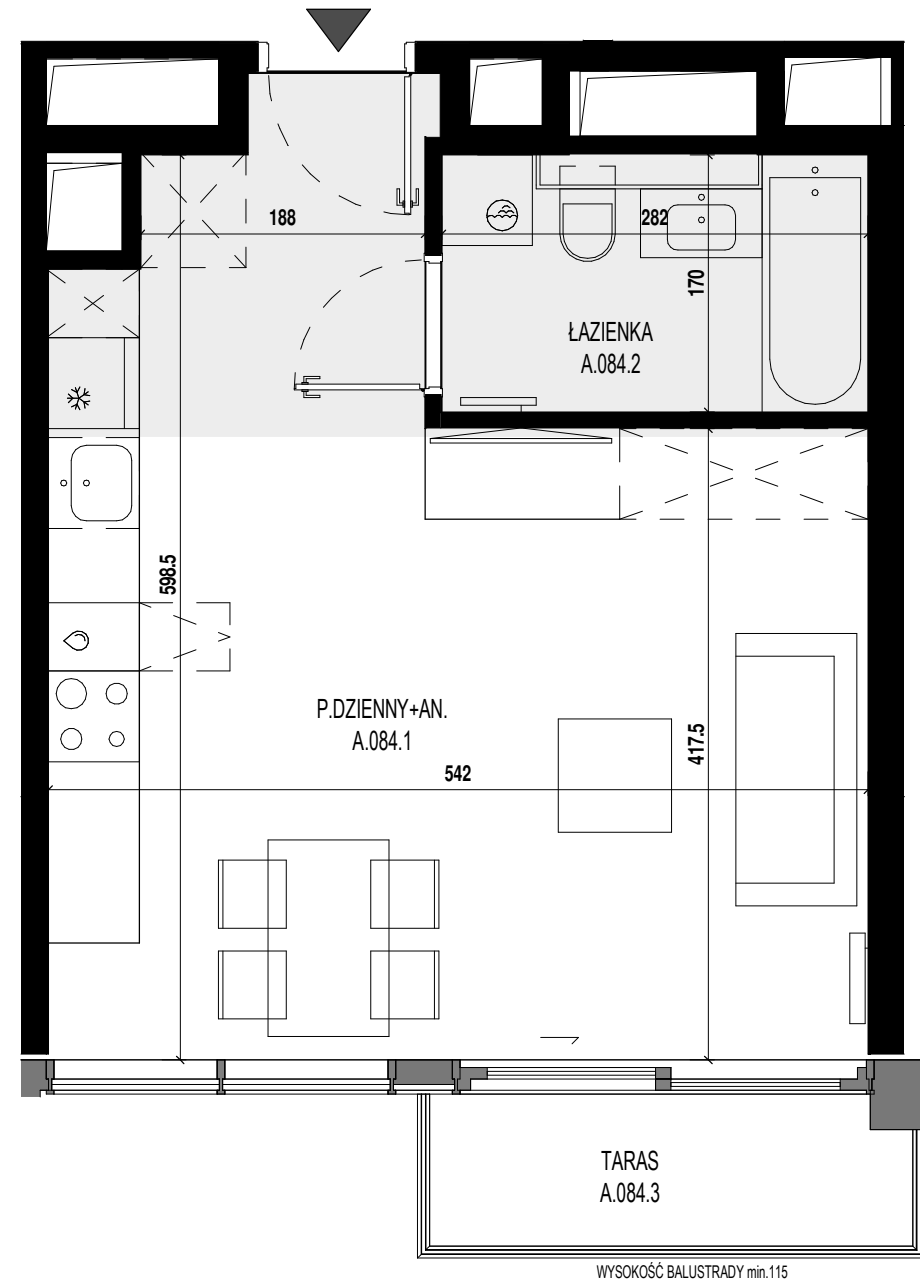 188
282
170
ŁAZIENKA
A.084.2
598.5
P.DZIENNY+AN.
A.084.1
417.5
542
TARAS
A.084.3
WYSOKOŚĆ BALUSTRADY min.115